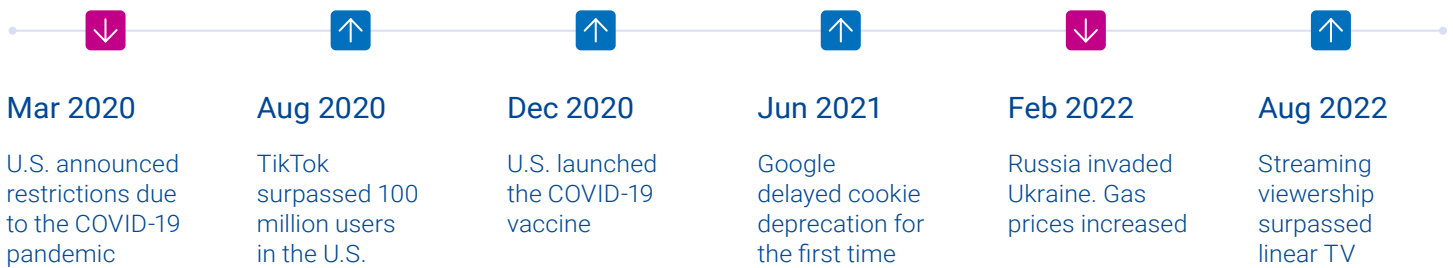 Mar 2020
U.S. announced
restrictions due
to the COVID-19
pandemic
Aug 2020
TikTok
surpassed 100
million users
in the U.S.
Dec 2020
U.S. launched
the COVID-19
vaccine
Jun 2021
Google
delayed cookie
deprecation for
the first time
Feb 2022
Russia invaded
Ukraine. Gas
prices increased
Aug 2022
Streaming
viewership
surpassed
linear TV